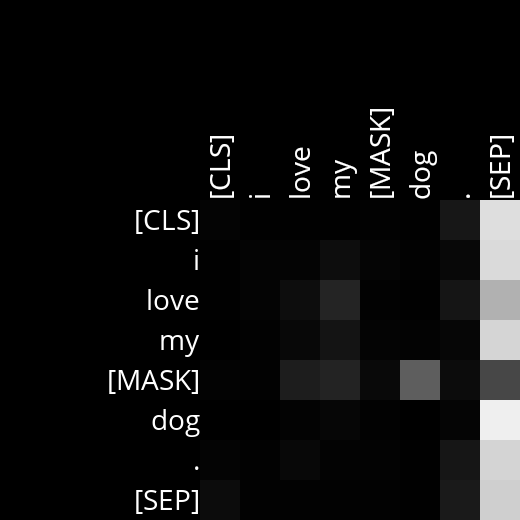 [CLS] i love my [MASK] dog . [SEP]
[CLS]
i
love
my
[MASK]
dog
.
[SEP]